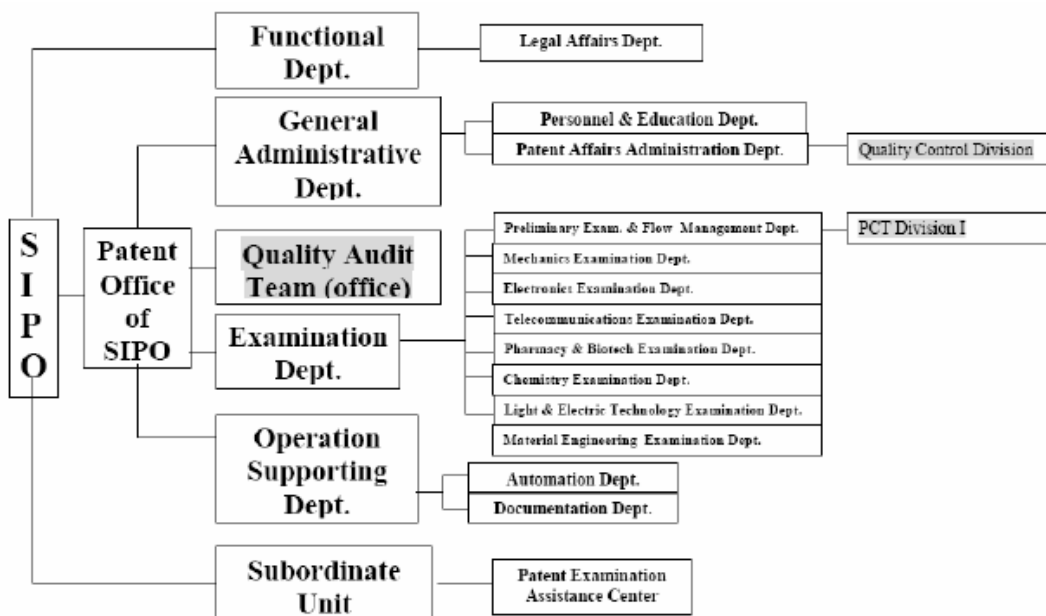 SIPO
Patent
Office
of
SIPO
Functional
Dept.
Legal Affairs Dept.
General
Administrative
Dept.
Personnel & Education Dept.
Patent Affairs Administration Dept.
Quality Control Division
Quality Audit
Team (office)
Examination
Dept.
Preliminary Exam. & Flow Management Dept.
PCT Division I
Mechanics Examination Dept.
Electronics Examination Dept.
Telecommunications Examination Dept.
Pharmacy & Biotech Examination Dept.
Chemistry Examination Dept.
Light & Electric Technology Examination Dept.
Material Engineering Examination Dept.
Operation
Supporting
Dept.
Automation Dept.
Documentation Dept.
Subordinate
Unit
Patent Examination
Assistance Center